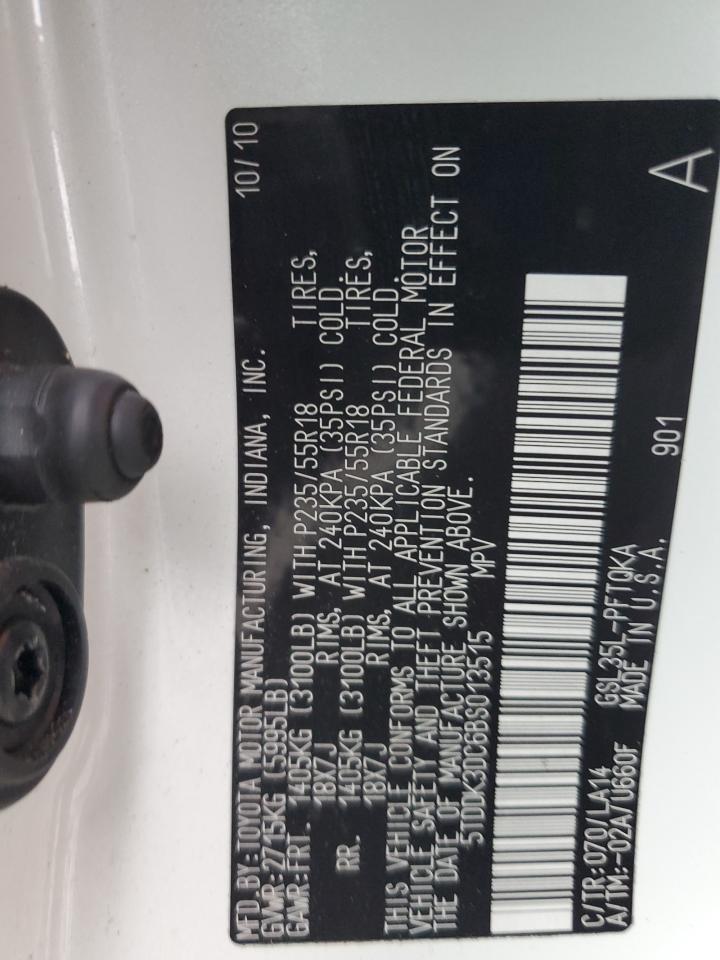 MFD.BY:TOYOTA MOTOR MANUFACTURING, INDIANA, INC. 10/10
GVWR:2715KG (5995LB)
GAWR:FRT. 1405KG (3100LB) WITH P235/55R18 TIRES,
18X7J RIMS, AT 240KPA (35PSI) COLD.
RR. 1405KG (3100LB) WITH P235/55R18 TIRES,
18X7J RIMS, AT 240KPA (35PSI) COLD.
THIS VEHICLE CONFORMS TO ALL APPLICABLE FEDERAL MOTOR
VEHICLE SAFETY AND THEFT PREVENTION STANDARDS IN EFFECT ON
THE DATE OF MANUFACTURE SHOWN ABOVE.
5TDDK3DC6BS013515 MPV
C/TR:070/LA14 GSL35L-PFTQKA
A/TM:-02A/U660F MADE IN U.S.A. 901
A